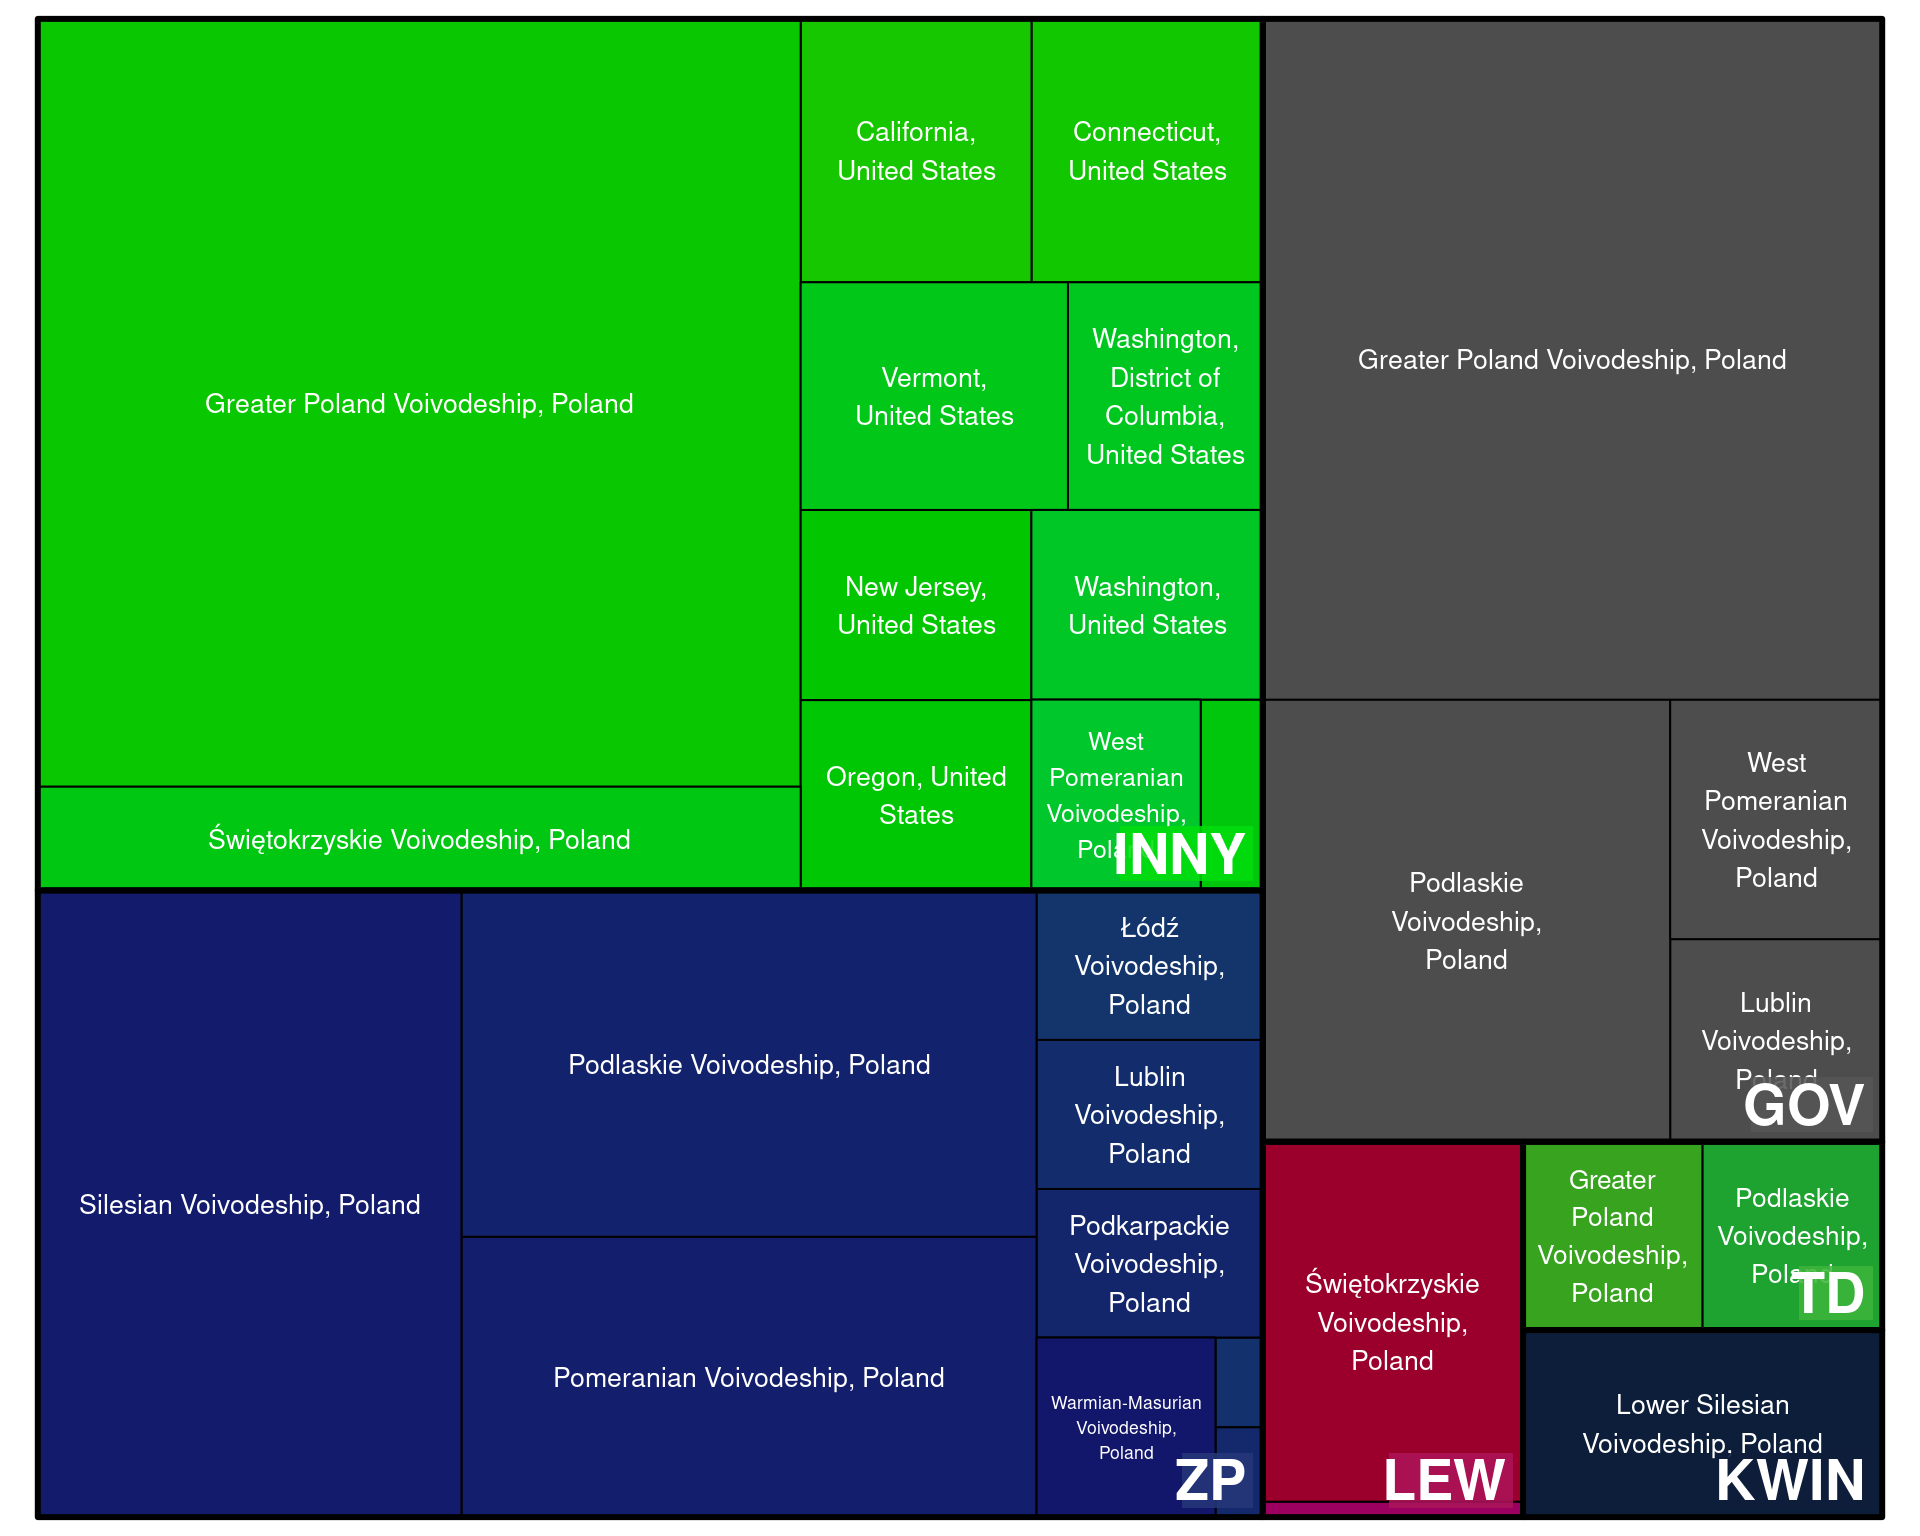 Greater Poland Voivodeship, Poland
Świętokrzyskie Voivodeship, Poland
California,
United States
Connecticut,
United States
Vermont,
United States
Washington,
District of
Columbia,
United States
New Jersey,
United States
Washington,
United States
Oregon, United
States
West
Pomeranian
Voivodeship,
Poland
INNY
Greater Poland Voivodeship, Poland
Podlaskie
Voivodeship,
Poland
West
Pomeranian
Voivodeship,
Poland
Lublin
Voivodeship,
Poland
GOV
Silesian Voivodeship, Poland
Podlaskie Voivodeship, Poland
Pomeranian Voivodeship, Poland
Łódź
Voivodeship,
Poland
Lublin
Voivodeship,
Poland
Podkarpackie
Voivodeship,
Poland
Warmian-Masurian
Voivodeship,
Poland
ZP
Świętokrzyskie
Voivodeship,
Poland
LEW
Greater
Poland
Voivodeship,
Poland
Podlaskie
Voivodeship,
Poland
TD
Lower Silesian
Voivodeship, Poland
KWIN